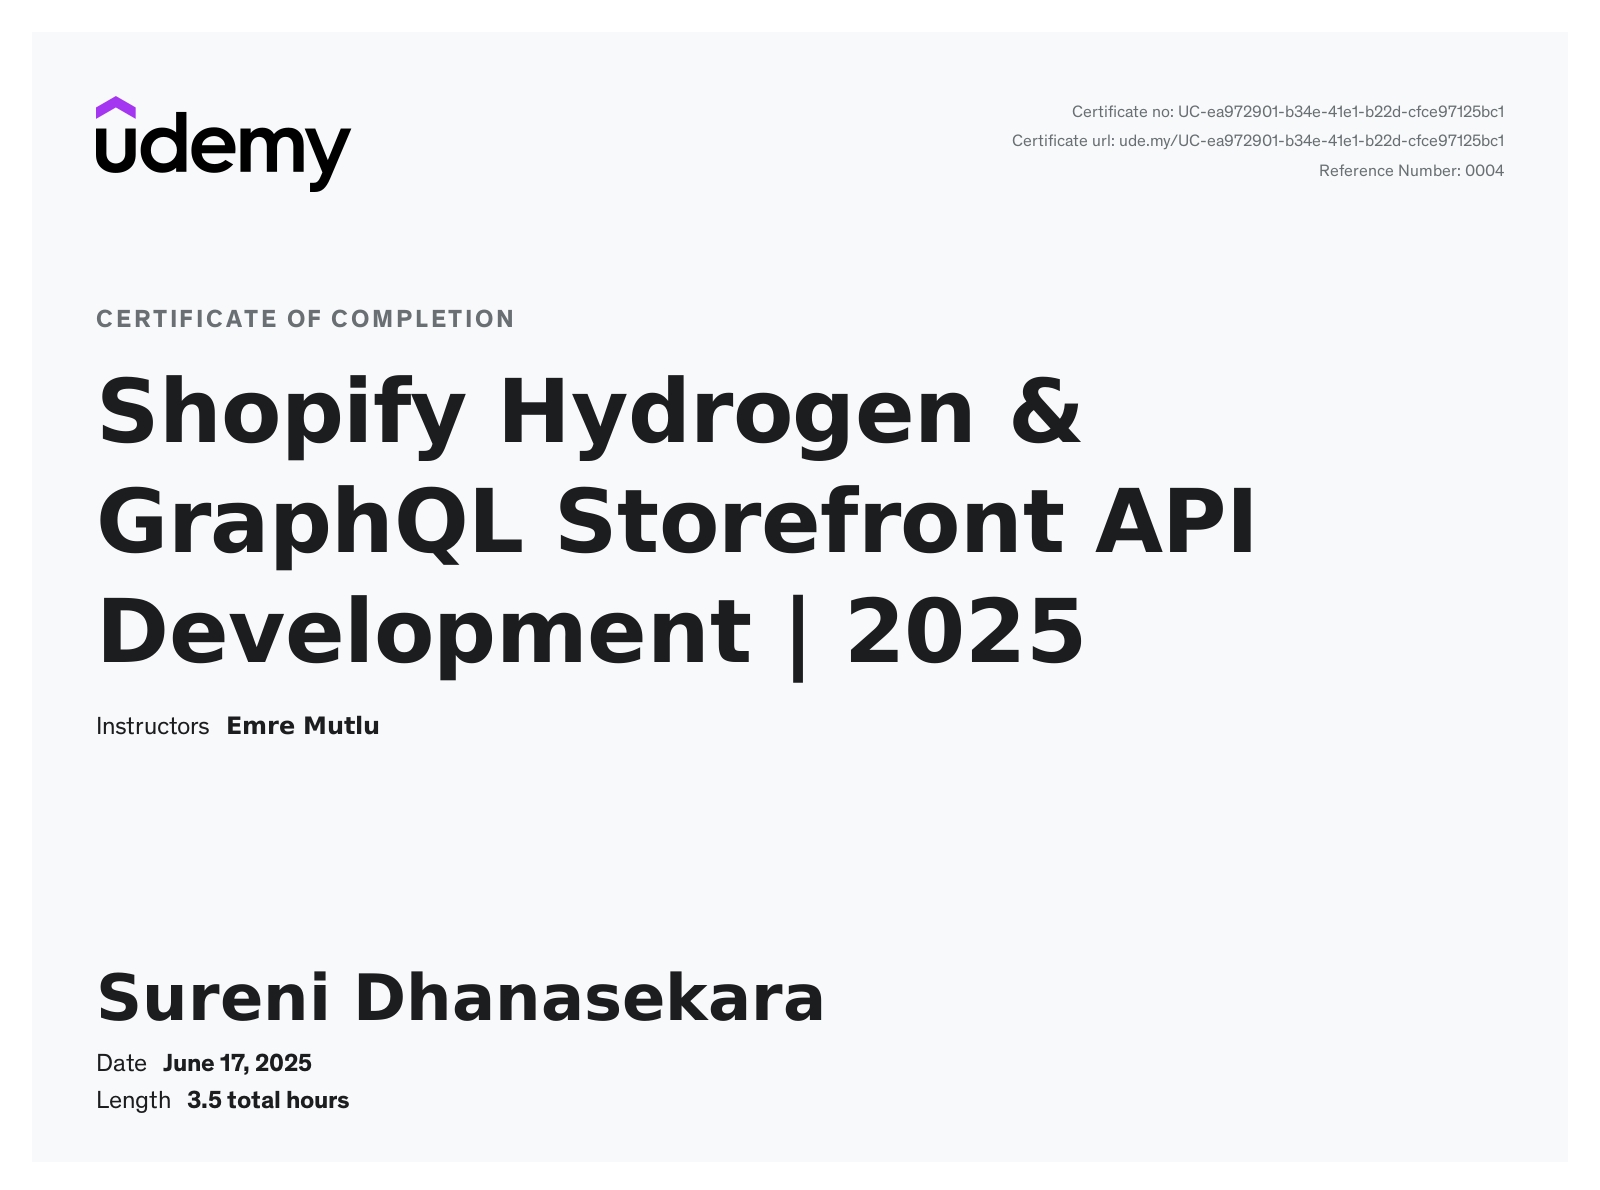 udemy
Certificate no: UC-ea972901-b34e-41e1-b22d-cfce97125bc1
Certificate url: ude.my/UC-ea972901-b34e-41e1-b22d-cfce97125bc1
Reference Number: 0004
CERTIFICATE OF COMPLETION
Shopify Hydrogen &
GraphQL Storefront API
Development | 2025
Instructors Emre Mutlu
Sureni Dhanasekara
Date June 17, 2025
Length 3.5 total hours